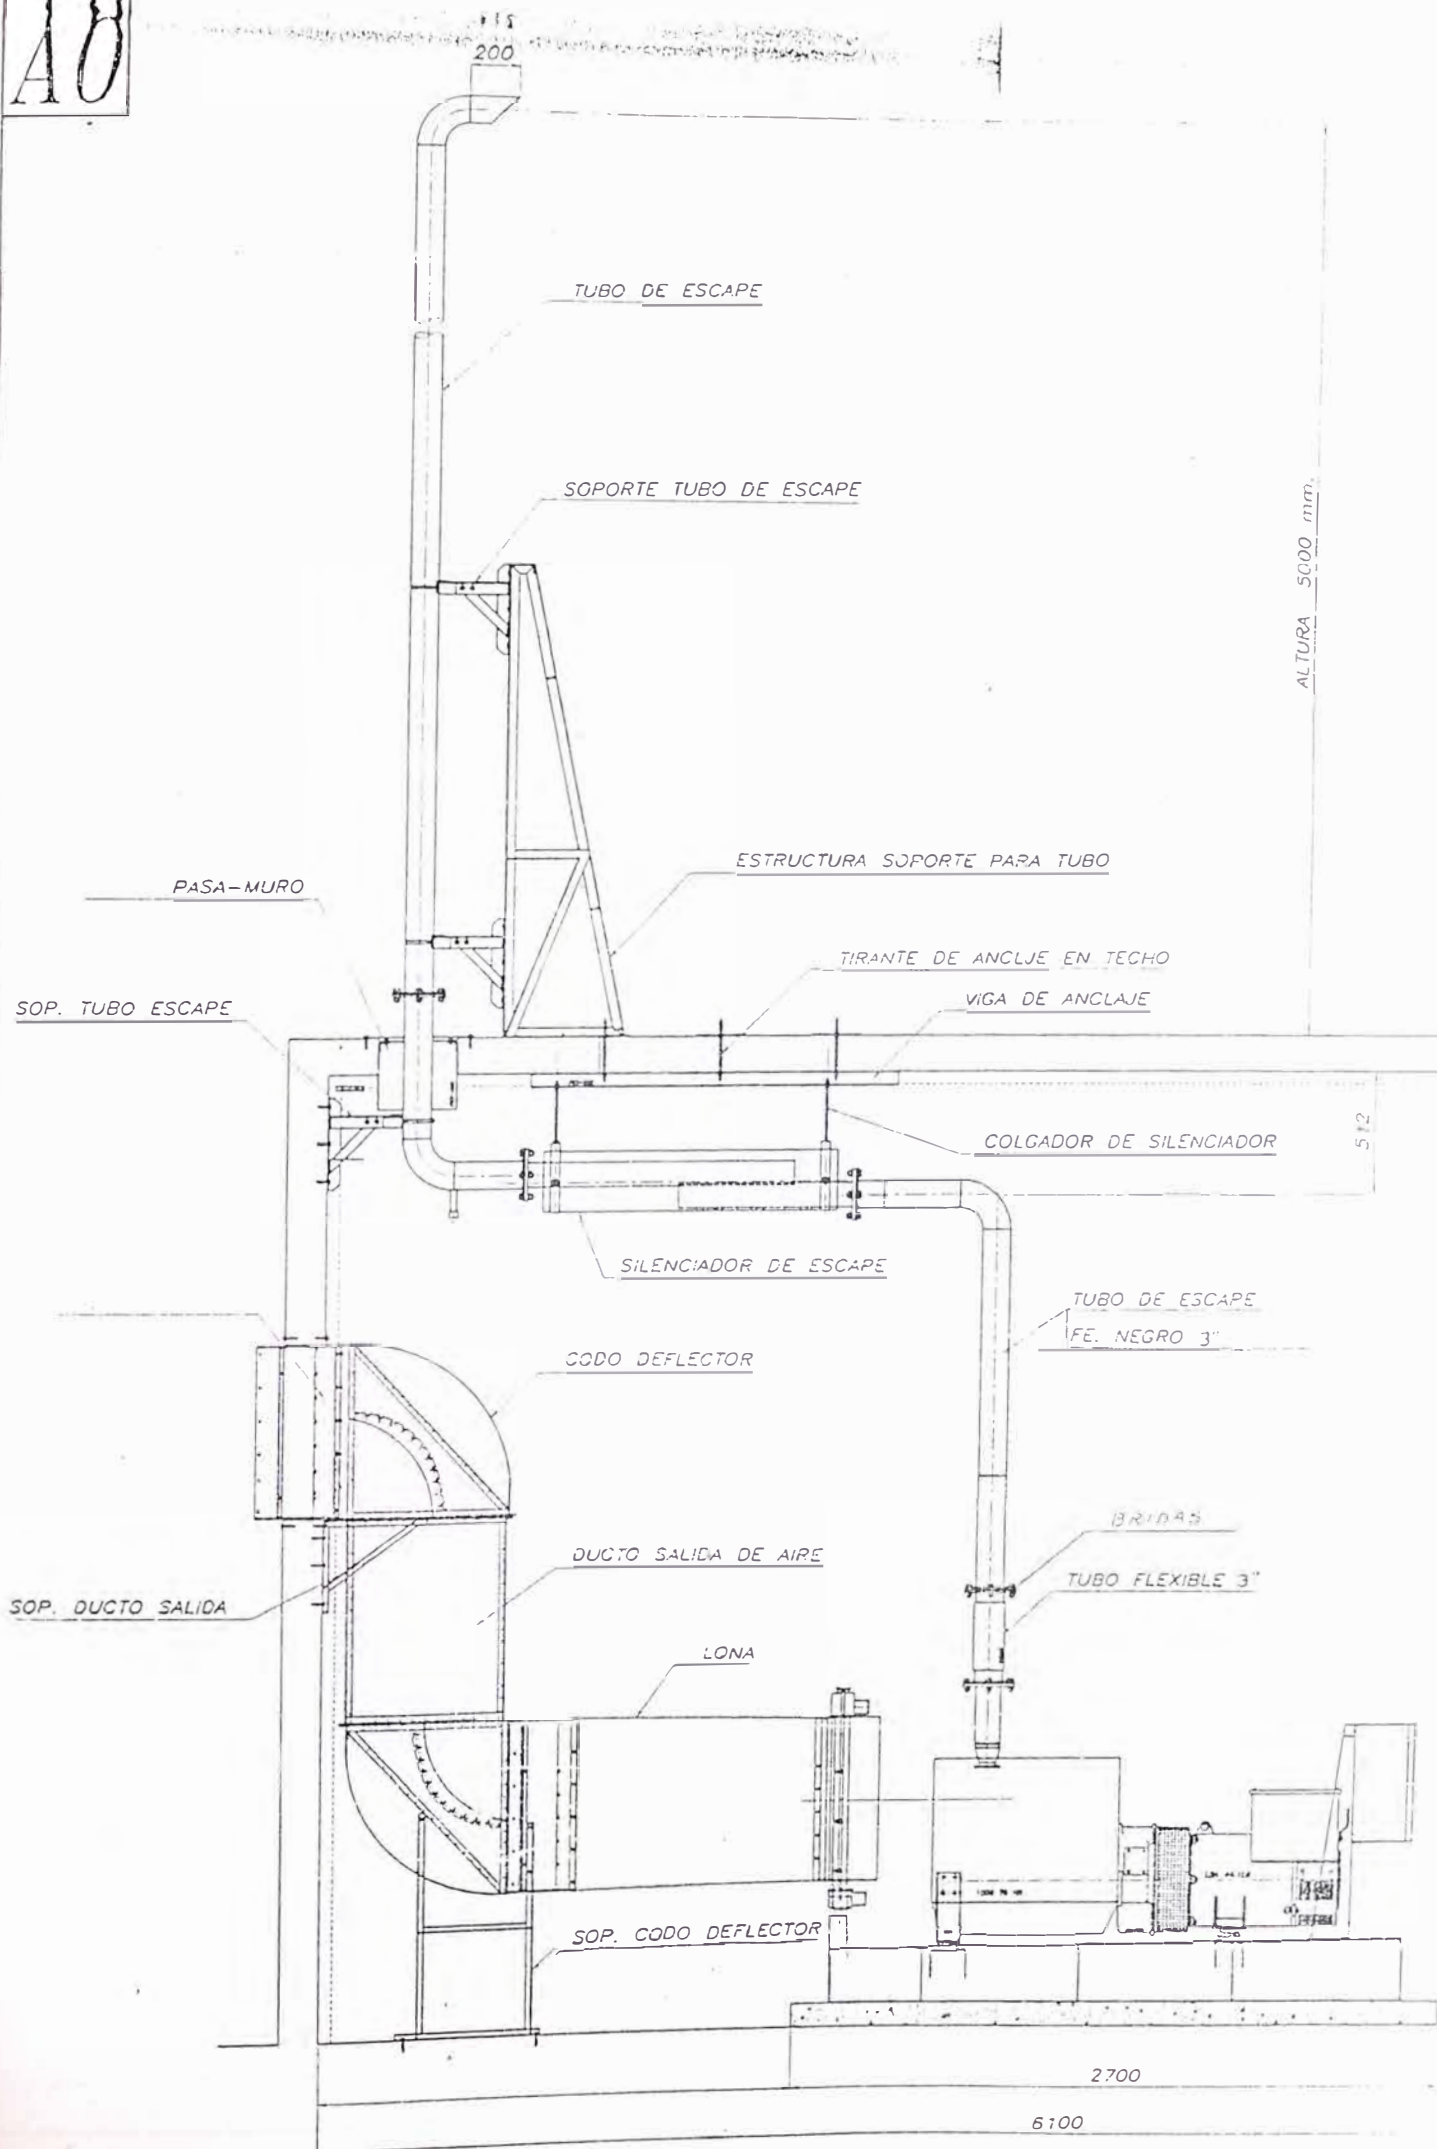 A0
200
TUBO DE ESCAPE
SOPORTE TUBO DE ESCAPE
ALTURA 5000 mm.
ESTRUCTURA SOPORTE PARA TUBO
PASA-MURO
TIRANTE DE ANCLJE EN TECHO
VIGA DE ANCLAJE
SOP. TUBO ESCAPE
COLGADOR DE SILENCIADOR
SILENCIADOR DE ESCAPE
TUBO DE ESCAPE
FE. NEGRO 3"
CODO DEFLECTOR
BRIDAS
DUCTO SALIDA DE AIRE
TUBO FLEXIBLE 3"
SOP. DUCTO SALIDA
LONA
SOP. CODO DEFLECTOR
2700
6100